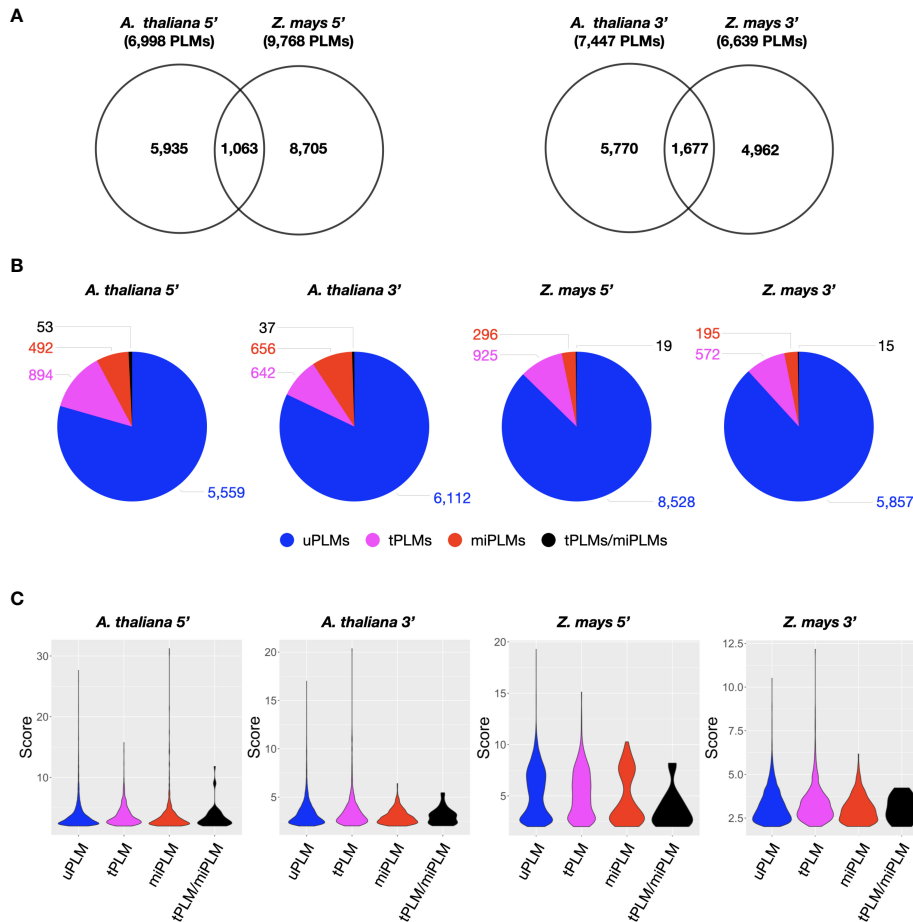 A
A. thaliana 5’ Z. mays 5’ A. thaliana 3’ Z. mays 3’
(6,998 PLMs) (9,768 PLMs) (7,447 PLMs) (6,639 PLMs)
5,935 1,063 8,705 5,770 1,677 4,962
B
A. thaliana 5’ A. thaliana 3’ Z. mays 5’ Z. mays 3’
53 37 296 19 195 15
492 656 925 572
894 642
5,559 6,112 8,528 5,857
uPLMs tPLMs miPLMs tPLMs/miPLMs
C
A. thaliana 5’ A. thaliana 3’ Z. mays 5’ Z. mays 3’
Score
30
20
10
uPLM tPLM miPLM tPLM/miPLM
Score
20
15
10
5
uPLM tPLM miPLM tPLM/miPLM
Score
20
15
10
5
uPLM tPLM miPLM tPLM/miPLM
Score
12.5
10.0
7.5
5.0
2.5
uPLM tPLM miPLM tPLM/miPLM